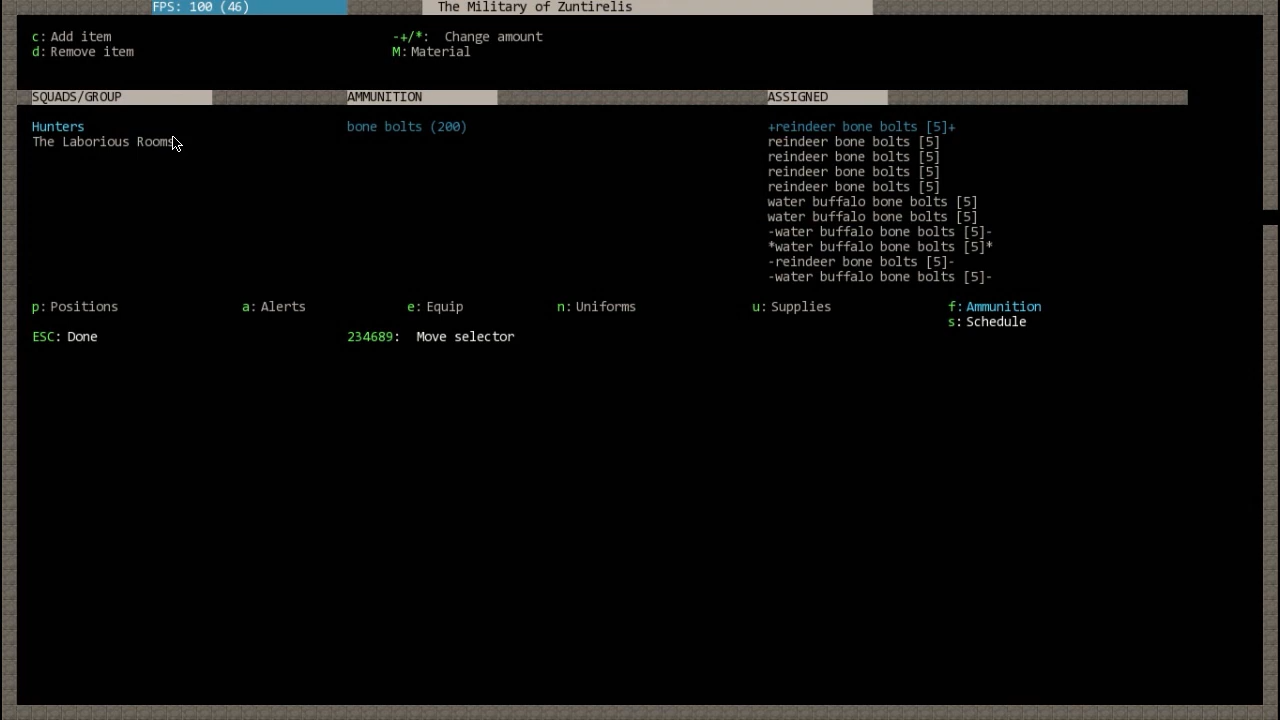 FPS: 100 (46) The Military of Zuntirelis
c: Add item -+/*: Change amount
d: Remove item M: Material
SQUADS/GROUP AMMUNITION ASSIGNED
Hunters bone bolts (200) +reindeer bone bolts [5]+
The Laborious Rooms reindeer bone bolts [5]
reindeer bone bolts [5]
reindeer bone bolts [5]
reindeer bone bolts [5]
water buffalo bone bolts [5]
water buffalo bone bolts [5]
-water buffalo bone bolts [5]-
*water buffalo bone bolts [5]*
-reindeer bone bolts [5]-
-water buffalo bone bolts [5]-
p: Positions a: Alerts e: Equip n: Uniforms u: Supplies f: Ammunition
s: Schedule
ESC: Done 234689: Move selector